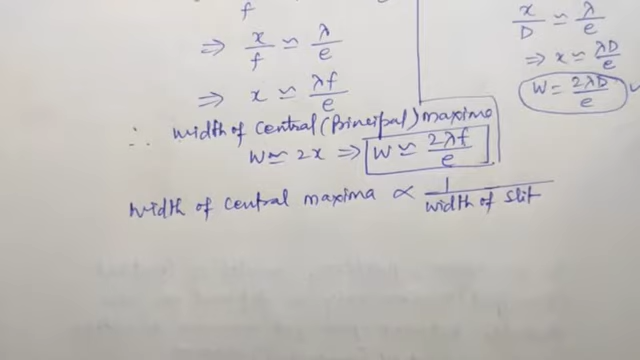 f
⇒ x/f ≃ λ/e
⇒ x ≃ λf/e
∴ width of central (Principal) maxima
W ≃ 2x ⇒ W ≃ 2λf/e
width of central maxima ∝ 1/width of slit
x/D ≃ λ/e
⇒ x ≃ λD/e
W = 2λD/e